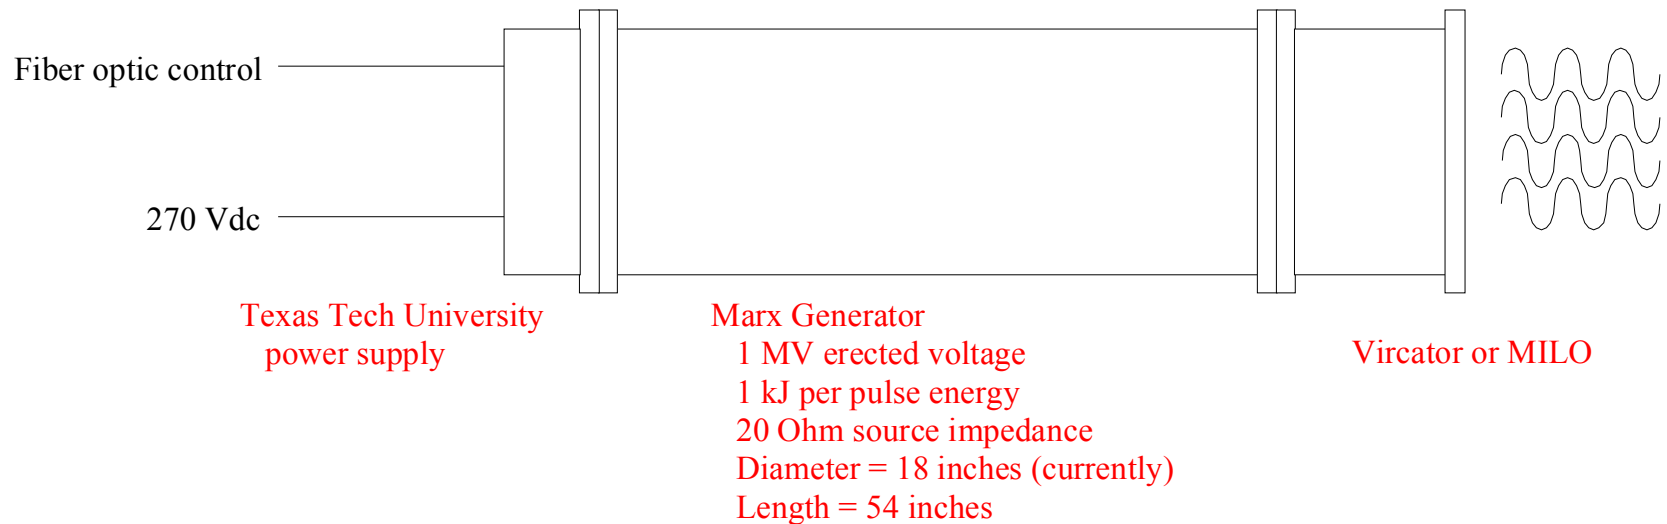 Fiber optic control
270 Vdc
Texas Tech University
power supply
Marx Generator
1 MV erected voltage
1 kJ per pulse energy
20 Ohm source impedance
Diameter = 18 inches (currently)
Length = 54 inches
Vircator or MILO